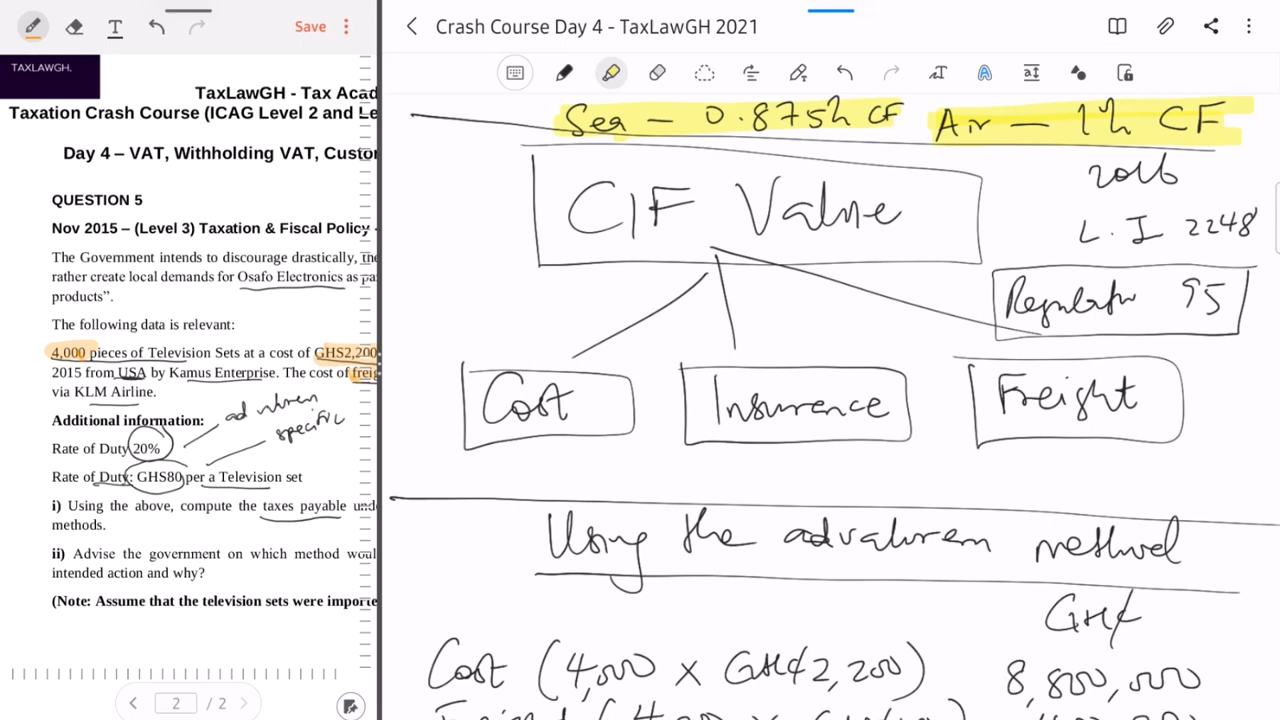 Save
TAXLAWGH.
TaxLawGH - Tax Acad
Taxation Crash Course (ICAG Level 2 and Le
Day 4 – VAT, Withholding VAT, Custor
QUESTION 5
Nov 2015 – (Level 3) Taxation & Fiscal Policy
The Government intends to discourage drastically, the
rather create local demands for Osafo Electronics as pa
products”.
The following data is relevant:
4,000 pieces of Television Sets at a cost of GHS2,200
2015 from USA by Kamus Enterprise. The cost of freig
via KLM Airline.
Additional information:
advalorem
specific
Rate of Duty 20%
Rate of Duty: GHS80 per a Television set
i) Using the above, compute the taxes payable und
methods.
ii) Advise the government on which method woul
intended action and why?
(Note: Assume that the television sets were importe
2 / 2
Crash Course Day 4 - TaxLawGH 2021
Sea – 0.875% CF Air – 1% CF
CIF Value
2016
L.I 2248
Regulation 95
Cost Insurance Freight
Using the advalorem method
GH¢
Cost (4,000 x GH¢2,200) 8,800,000